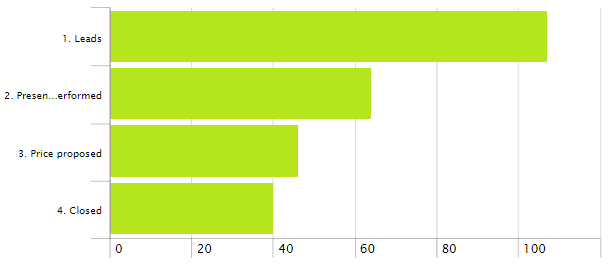 1. Leads
2. Presen...erformed
3. Price proposed
4. Closed
0 20 40 60 80 100